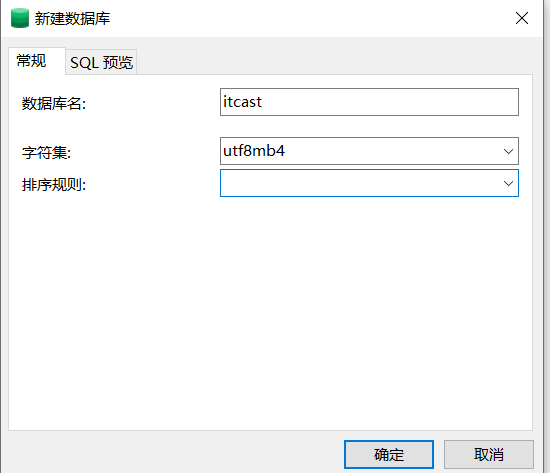 新建数据库
常规
SQL 预览
数据库名:
itcast
字符集:
utf8mb4
排序规则:
确定
取消